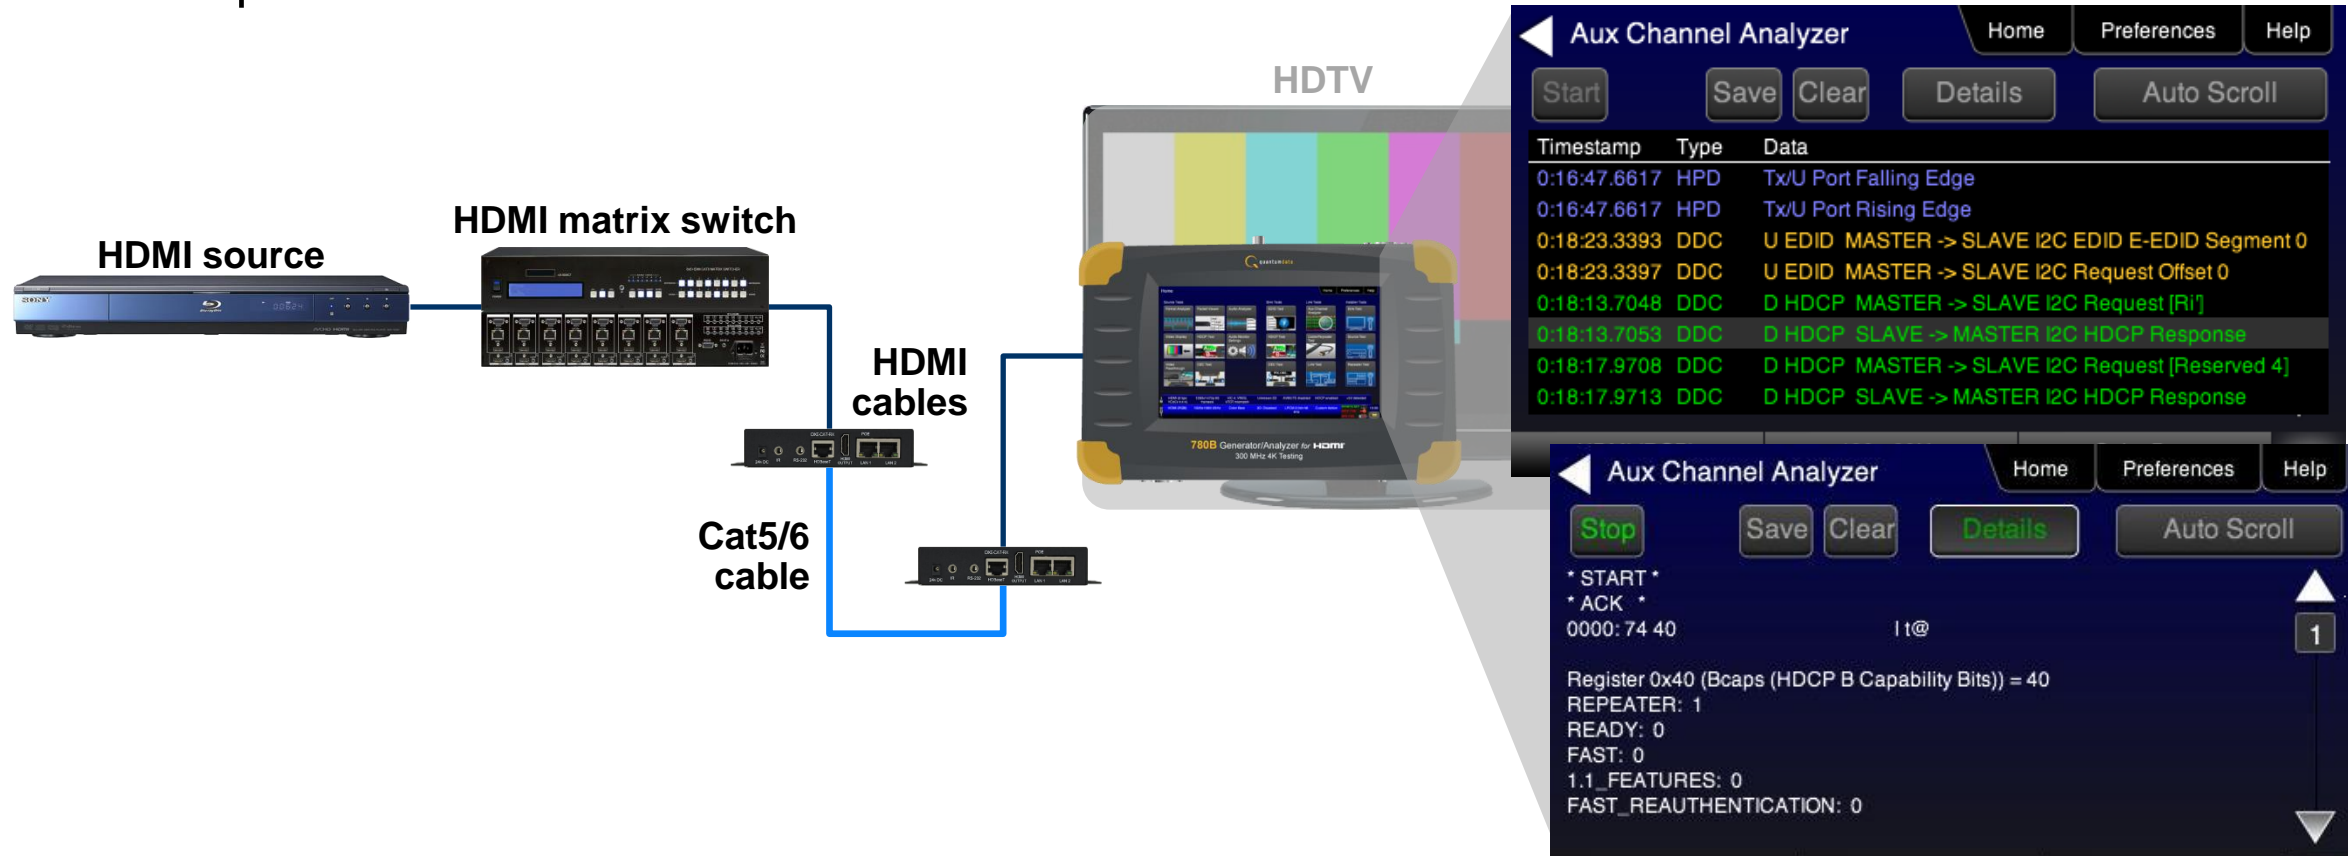 HDTV
HDMI matrix switch
HDMI source
SONY
HDMI
cables
Cat5/6
cable
quantumdata
780B Generator/Analyzer for HDMI
300 MHz 4K Testing
Aux Channel Analyzer
Home Preferences Help
Start Save Clear Details Auto Scroll
Timestamp Type Data
0:16:47.6617 HPD Tx/U Port Falling Edge
0:16:47.6617 HPD Tx/U Port Rising Edge
0:18:23.3393 DDC U EDID MASTER -> SLAVE I2C EDID E-EDID Segment 0
0:18:23.3397 DDC U EDID MASTER -> SLAVE I2C Request Offset 0
0:18:13.7048 DDC D HDCP MASTER -> SLAVE I2C Request [Ri']
0:18:13.7053 DDC D HDCP SLAVE -> MASTER I2C HDCP Response
0:18:17.9708 DDC D HDCP MASTER -> SLAVE I2C Request [Reserved 4]
0:18:17.9713 DDC D HDCP SLAVE -> MASTER I2C HDCP Response
Aux Channel Analyzer
Home Preferences Help
Stop Save Clear Details Auto Scroll
* START *
* ACK *
0000: 74 40 | t@
1
Register 0x40 (Bcaps (HDCP B Capability Bits)) = 40
REPEATER: 1
READY: 0
FAST: 0
1.1_FEATURES: 0
FAST_REAUTHENTICATION: 0